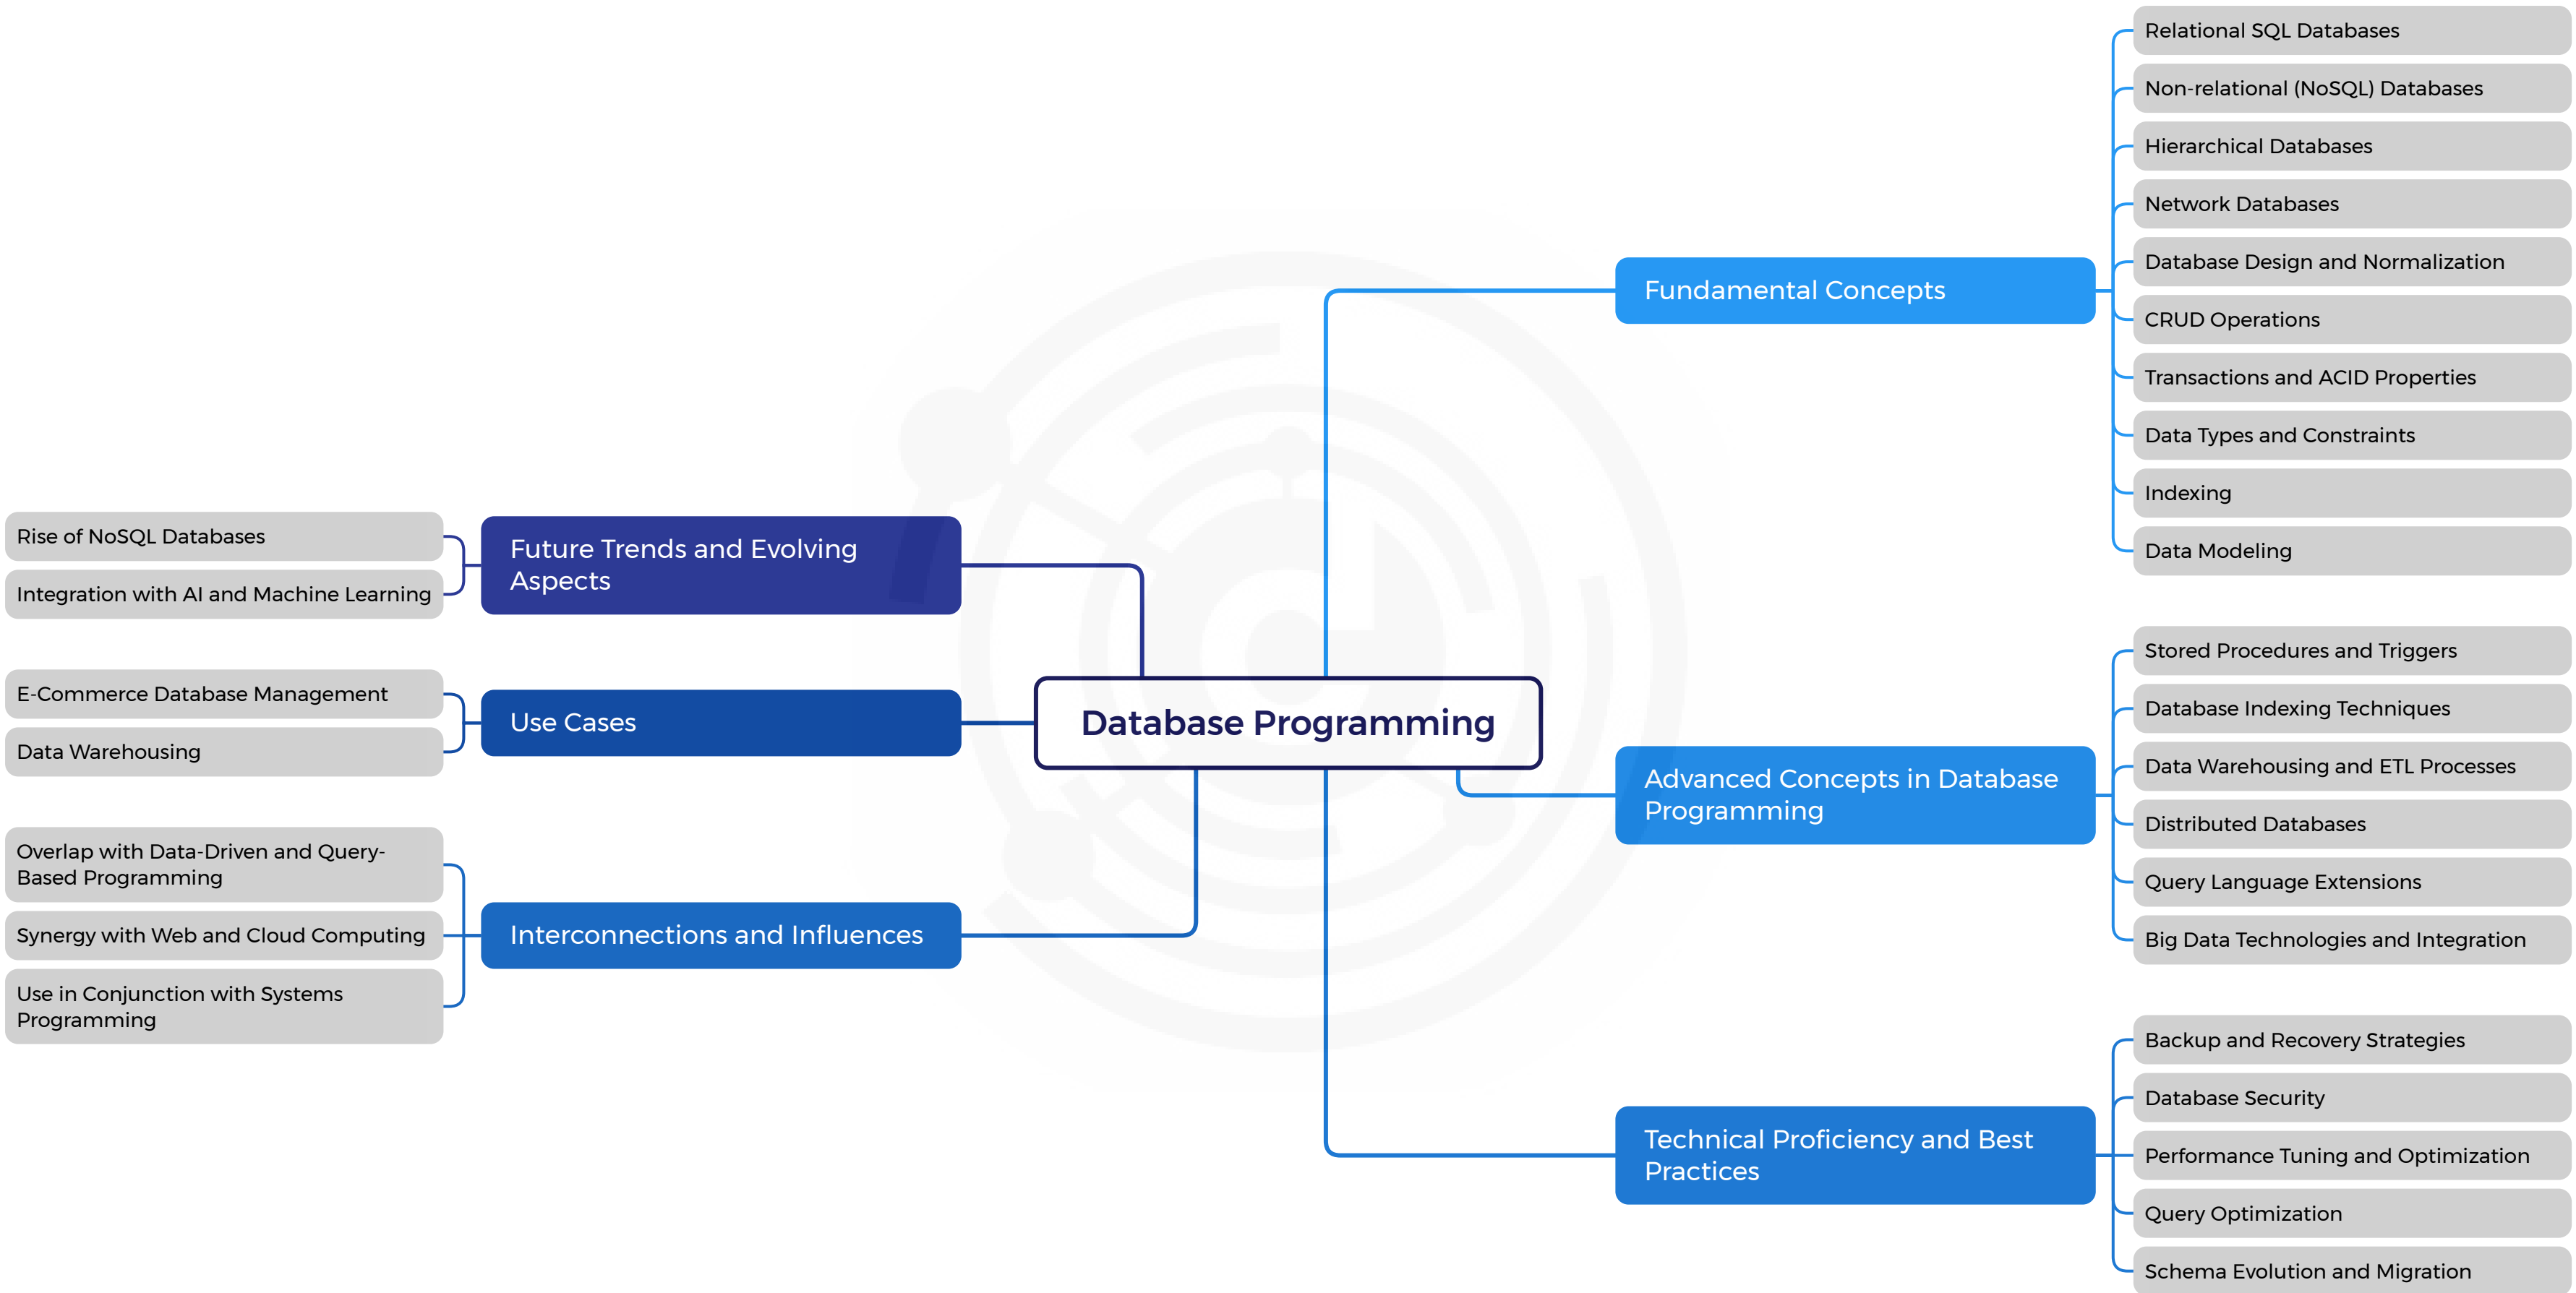 Database Programming
Fundamental Concepts
Relational SQL Databases
Non-relational (NoSQL) Databases
Hierarchical Databases
Network Databases
Database Design and Normalization
CRUD Operations
Transactions and ACID Properties
Data Types and Constraints
Indexing
Data Modeling
Advanced Concepts in Database
Programming
Stored Procedures and Triggers
Database Indexing Techniques
Data Warehousing and ETL Processes
Distributed Databases
Query Language Extensions
Big Data Technologies and Integration
Technical Proficiency and Best
Practices
Backup and Recovery Strategies
Database Security
Performance Tuning and Optimization
Query Optimization
Schema Evolution and Migration
Future Trends and Evolving
Aspects
Rise of NoSQL Databases
Integration with AI and Machine Learning
Use Cases
E-Commerce Database Management
Data Warehousing
Interconnections and Influences
Overlap with Data-Driven and Query-
Based Programming
Synergy with Web and Cloud Computing
Use in Conjunction with Systems
Programming